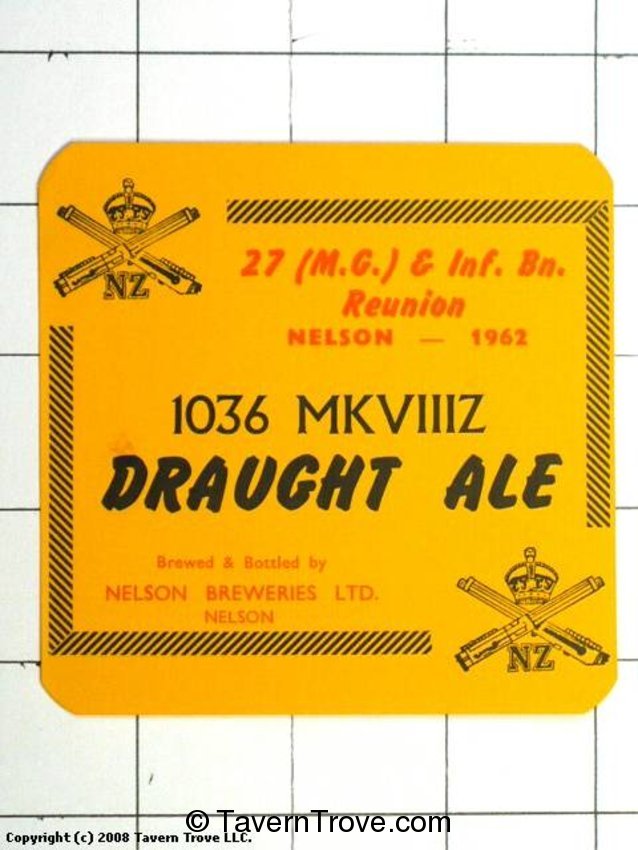 NZ
27 (M.G.) & Inf. Bn.
Reunion
NELSON — 1962
1036 MKVIIIZ
DRAUGHT ALE
Brewed & Bottled by
NELSON BREWERIES LTD.
NELSON
NZ
© TavernTrove.com
Copyright (c) 2008 Tavern Trove LLC.